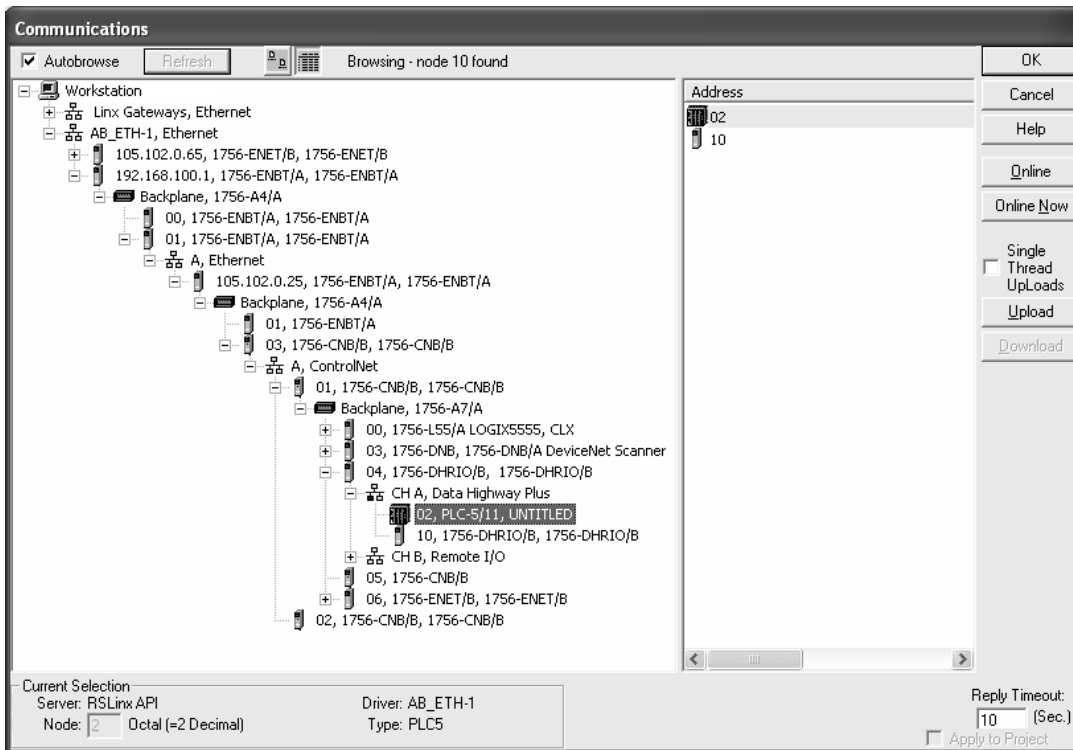 Communications
Autobrowse Refresh Browsing - node 10 found
Workstation
Linx Gateways, Ethernet
AB_ETH-1, Ethernet
105.102.0.65, 1756-ENET/B, 1756-ENET/B
192.168.100.1, 1756-ENBT/A, 1756-ENBT/A
Backplane, 1756-A4/A
00, 1756-ENBT/A, 1756-ENBT/A
01, 1756-ENBT/A, 1756-ENBT/A
A, Ethernet
105.102.0.25, 1756-ENBT/A, 1756-ENBT/A
Backplane, 1756-A4/A
01, 1756-ENBT/A
03, 1756-CNB/B, 1756-CNB/B
A, ControlNet
01, 1756-CNB/B, 1756-CNB/B
Backplane, 1756-A7/A
00, 1756-L55/A LOGIX5555, CLX
03, 1756-DNB, 1756-DNB/A DeviceNet Scanner
04, 1756-DHRIO/B, 1756-DHRIO/B
CH A, Data Highway Plus
02, PLC-5/11, UNTITLED
10, 1756-DHRIO/B, 1756-DHRIO/B
CH B, Remote I/O
05, 1756-CNB/B
06, 1756-ENET/B, 1756-ENET/B
02, 1756-CNB/B, 1756-CNB/B
Address
02
10
OK
Cancel
Help
Online
Online Now
Single
Thread
UpLoads
Upload
Download
Current Selection
Server: RSLinx API Driver: AB_ETH-1
Node: 2 Octal (=2 Decimal) Type: PLC5
Reply Timeout:
10 (Sec.)
Apply to Project